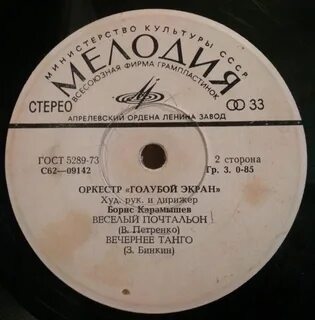 МИНИСТЕРСТВО КУЛЬТУРЫ СССР
МЕЛОДИЯ
ВСЕСОЮЗНАЯ ФИРМА ГРАМПЛАСТИНОК
СТЕРЕО 33
АПРЕЛЕВСКИЙ ОРДЕНА ЛЕНИНА ЗАВОД
ГОСТ 5289-73 2 сторона
С62—09142 Гр. 3. 0-85
ОРКЕСТР «ГОЛУБОЙ ЭКРАН»
Худ. рук. и дирижер
Борис Карамышев
ВЕСЕЛЫЙ ПОЧТАЛЬОН
(В. Петренко)
ВЕЧЕРНЕЕ ТАНГО
(З. Бинкин)